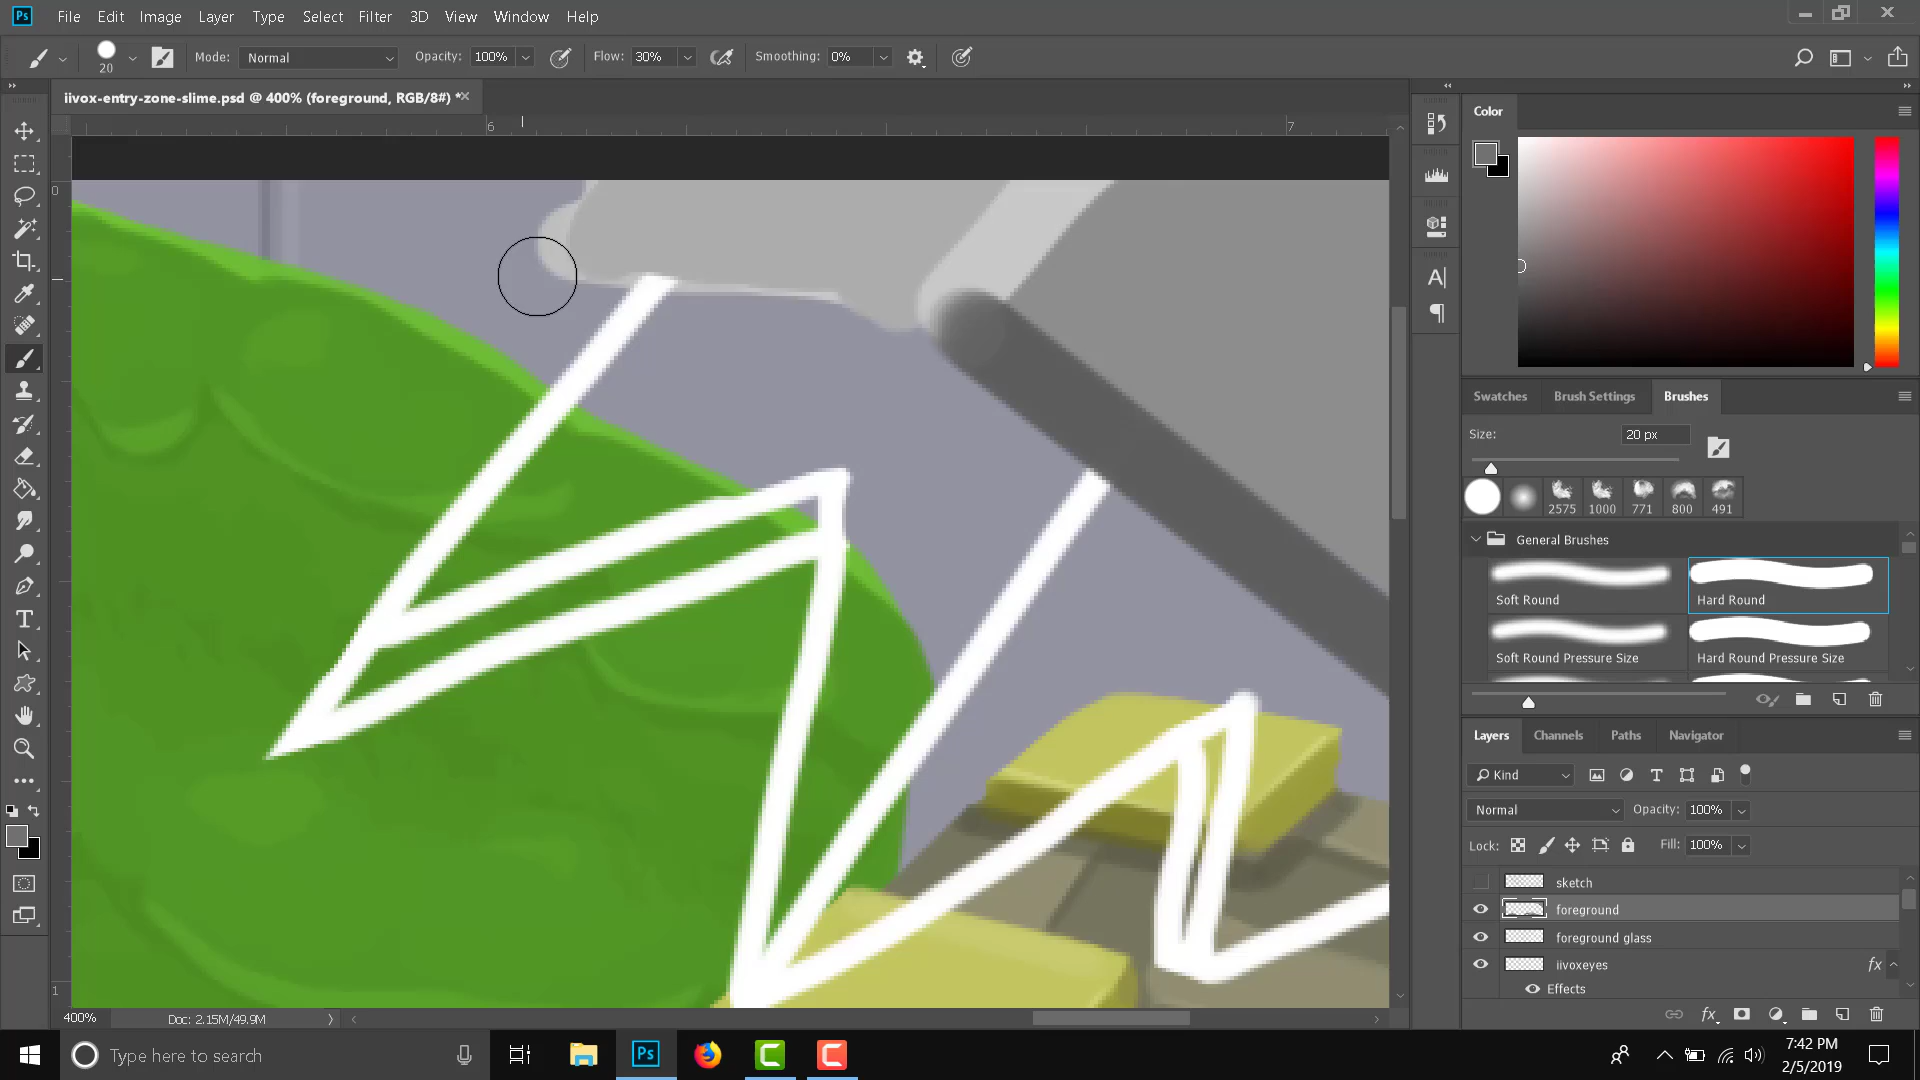 Ps File Edit Image Layer Type Select Filter 3D View Window Help
20 Mode: Normal Opacity: 100% Flow: 30% Smoothing: 0%
iivox-entry-zone-slime.psd @ 400% (foreground, RGB/8#) *
6 7
0
1
Color
Swatches Brush Settings Brushes
Size: 20 px
2575 1000 771 800 491
General Brushes
Soft Round Hard Round
Soft Round Pressure Size Hard Round Pressure Size
Layers Channels Paths Navigator
Kind
Normal Opacity: 100%
Lock: Fill: 100%
sketch
foreground
foreground glass
iivoxeyes fx
Effects
400% Doc: 2.15M/49.9M
Type here to search
Ps
7:42 PM
2/5/2019